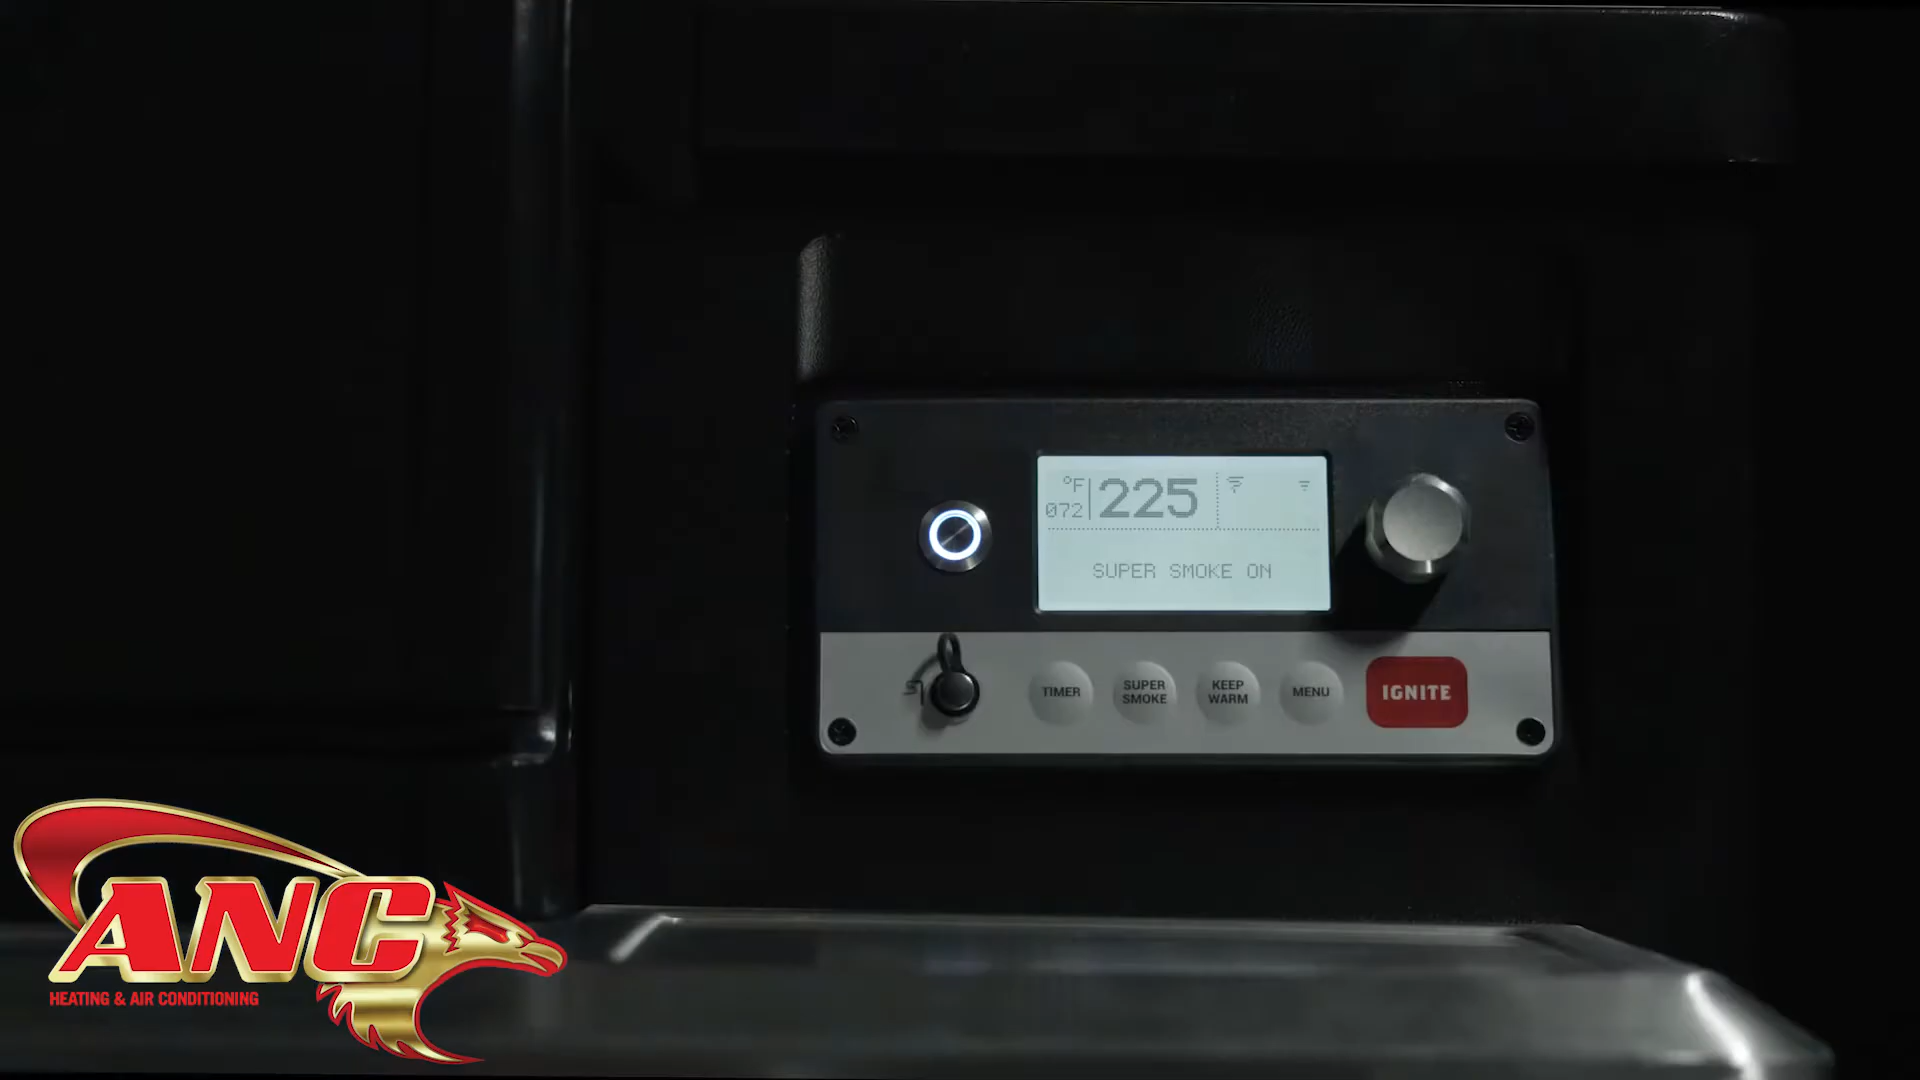 °F
072
225
SUPER SMOKE ON
TIMER
SUPER
SMOKE
KEEP
WARM
MENU
IGNITE
ANC
HEATING & AIR CONDITIONING